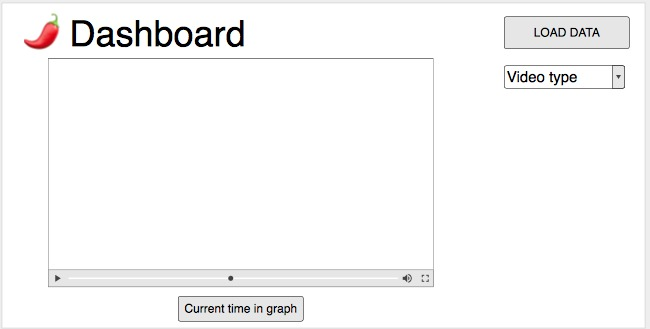 Dashboard
LOAD DATA
Video type
Current time in graph